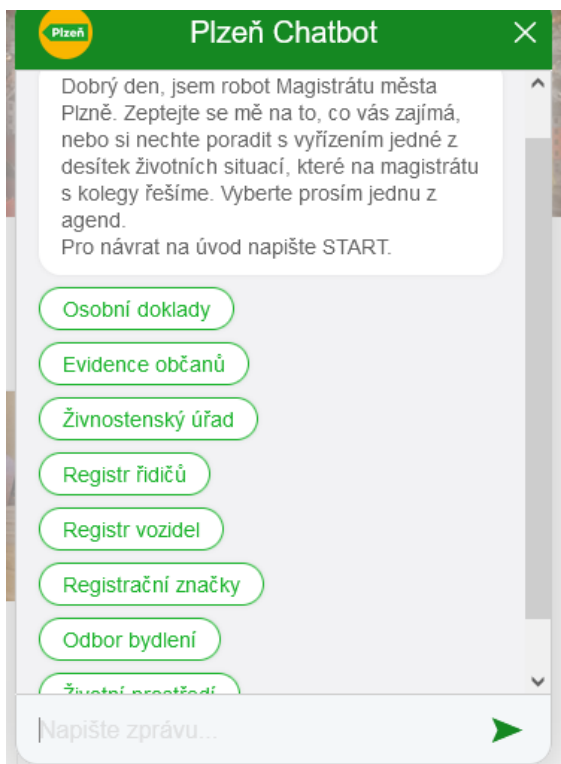 Plzeň
Plzeň Chatbot
Dobrý den, jsem robot Magistrátu města
Plzně. Zeptejte se mě na to, co vás zajímá,
nebo si nechte poradit s vyřízením jedné z
desítek životních situací, které na magistrátu
s kolegy řešíme. Vyberte prosím jednu z
agend.
Pro návrat na úvod napište START.
Osobní doklady
Evidence občanů
Živnostenský úřad
Registr řidičů
Registr vozidel
Registrační značky
Odbor bydlení
Životní prostředí
Napište zprávu...